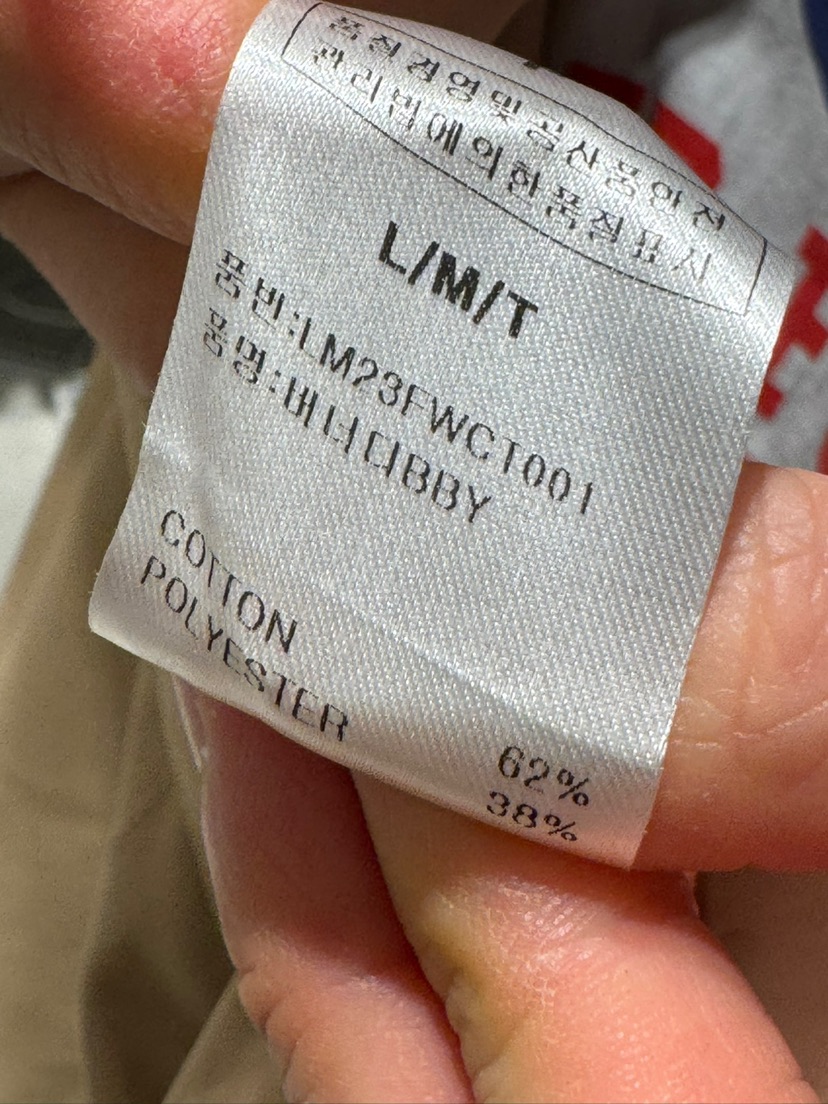 품질경영및공산품안전
관리법에의한품질표시
L/M/T
품번:LM23FWCT001
품명:버너디BBY
COTTON 62%
POLYESTER 38%